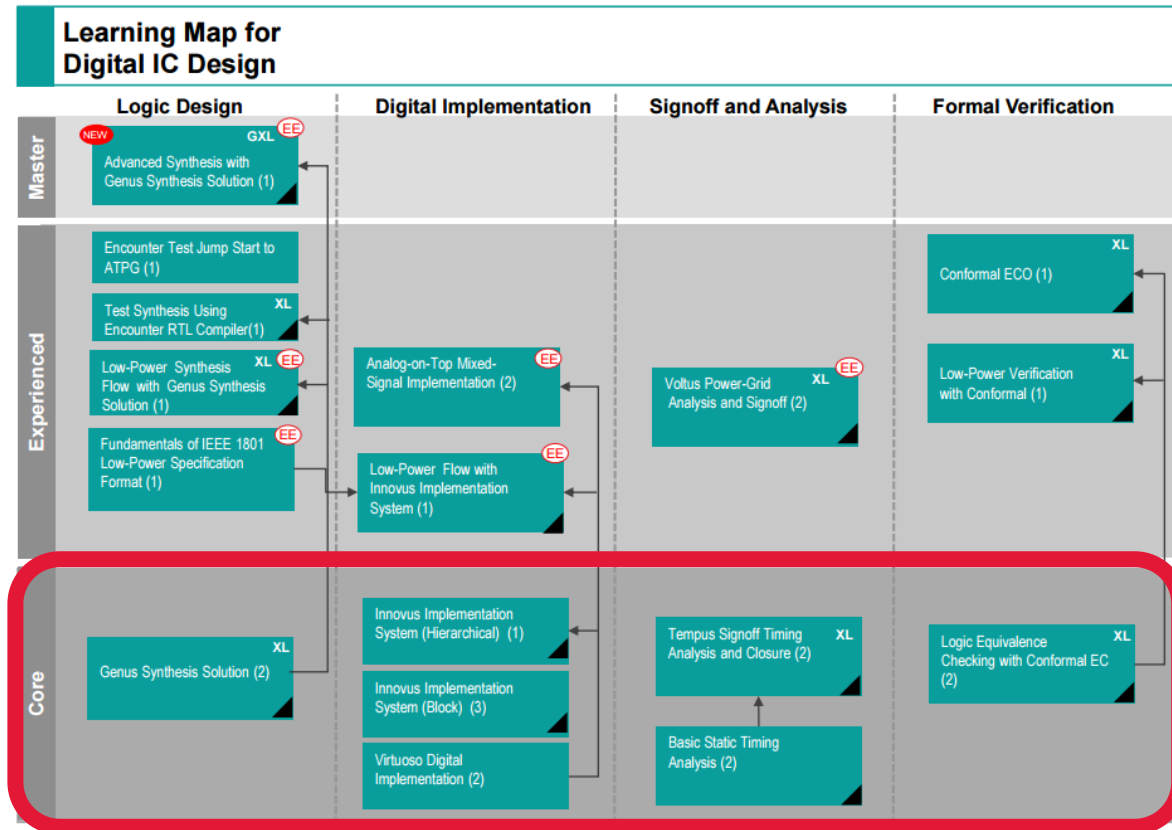 Learning Map for
Digital IC Design
Logic Design
Digital Implementation
Signoff and Analysis
Formal Verification
Master
NEW
GXL
EE
Advanced Synthesis with
Genus Synthesis Solution (1)
Experienced
Encounter Test Jump Start to
ATPG (1)
XL
Test Synthesis Using
Encounter RTL Compiler(1)
XL
EE
Low-Power Synthesis
Flow with Genus Synthesis
Solution (1)
EE
Fundamentals of IEEE 1801
Low-Power Specification
Format (1)
EE
Analog-on-Top Mixed-
Signal Implementation (2)
EE
Low-Power Flow with
Innovus Implementation
System (1)
XL
EE
Voltus Power-Grid
Analysis and Signoff (2)
XL
Conformal ECO (1)
XL
Low-Power Verification
with Conformal (1)
Core
XL
Genus Synthesis Solution (2)
Innovus Implementation
System (Hierarchical) (1)
Innovus Implementation
System (Block) (3)
Virtuoso Digital
Implementation (2)
Tempus Signoff Timing
XL
Analysis and Closure (2)
Basic Static Timing
Analysis (2)
Logic Equivalence
XL
Checking with Conformal EC
(2)